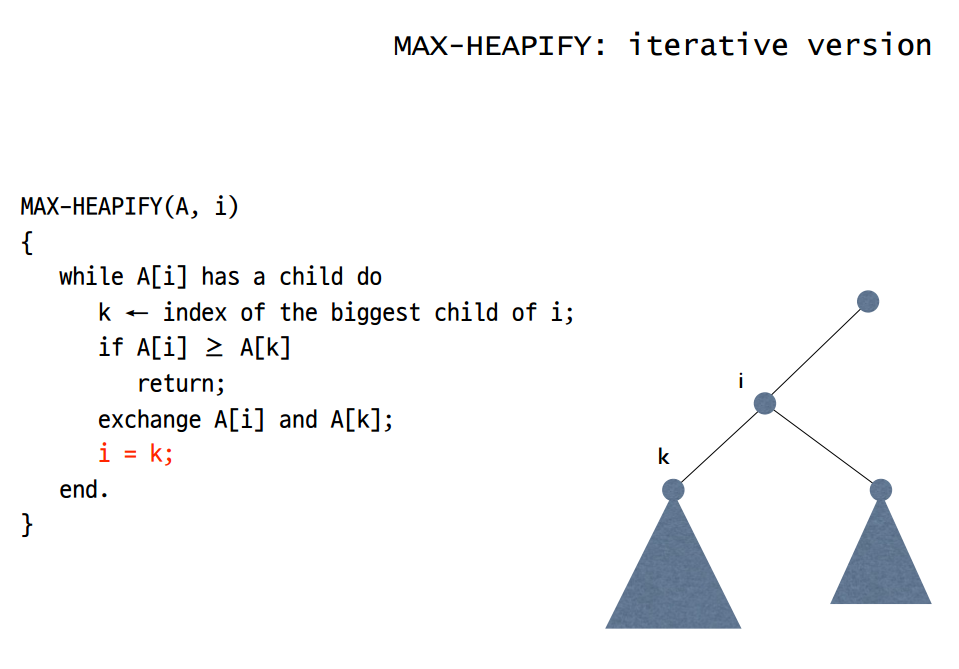 MAX-HEAPIFY: iterative version
MAX-HEAPIFY(A, i)
{
while A[i] has a child do
k ← index of the biggest child of i;
if A[i] ≥ A[k]
return;
exchange A[i] and A[k];
i = k;
end.
}
i
k